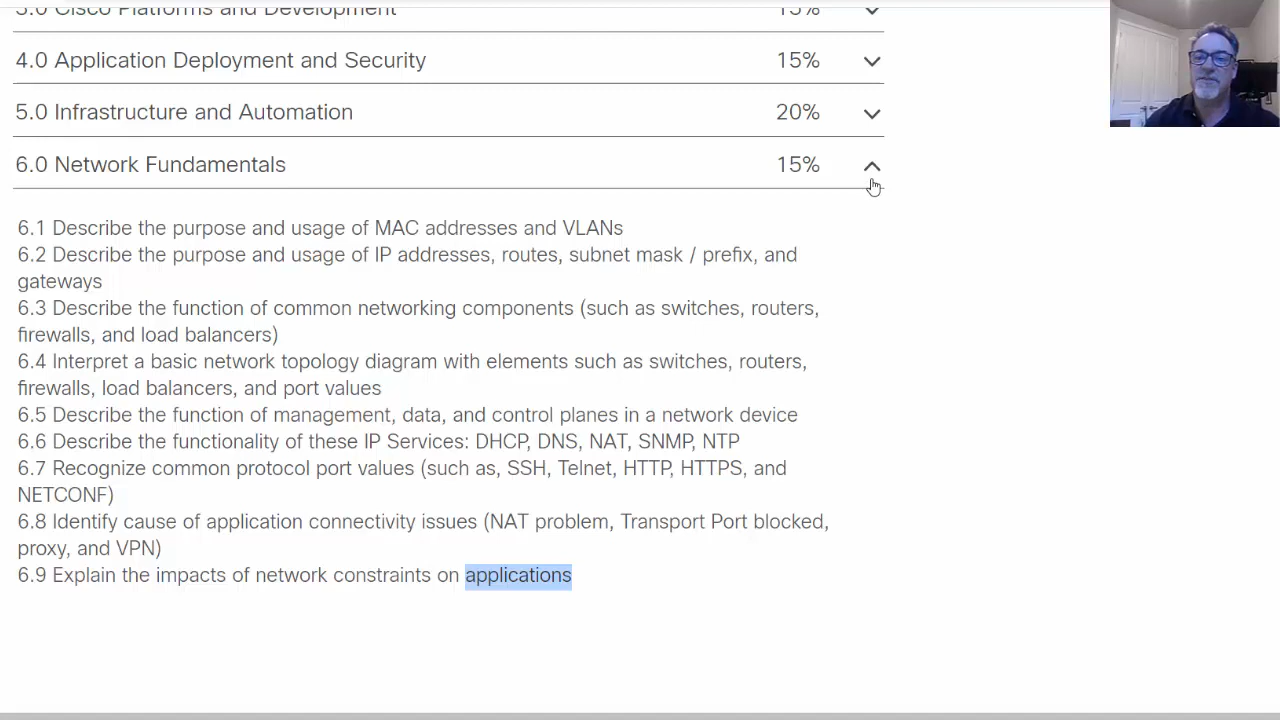 3.0 Cisco Platforms and Development 15%
4.0 Application Deployment and Security 15%
5.0 Infrastructure and Automation 20%
6.0 Network Fundamentals 15%
6.1 Describe the purpose and usage of MAC addresses and VLANs
6.2 Describe the purpose and usage of IP addresses, routes, subnet mask / prefix, and
gateways
6.3 Describe the function of common networking components (such as switches, routers,
firewalls, and load balancers)
6.4 Interpret a basic network topology diagram with elements such as switches, routers,
firewalls, load balancers, and port values
6.5 Describe the function of management, data, and control planes in a network device
6.6 Describe the functionality of these IP Services: DHCP, DNS, NAT, SNMP, NTP
6.7 Recognize common protocol port values (such as, SSH, Telnet, HTTP, HTTPS, and
NETCONF)
6.8 Identify cause of application connectivity issues (NAT problem, Transport Port blocked,
proxy, and VPN)
6.9 Explain the impacts of network constraints on applications